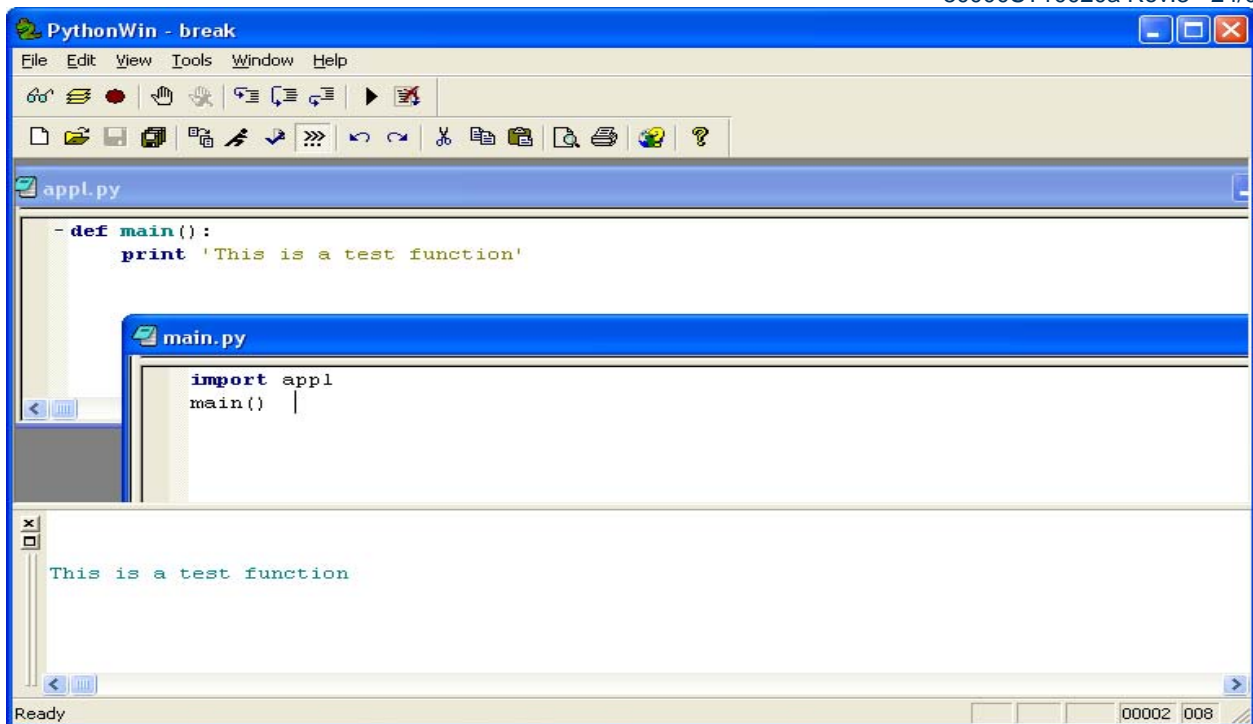 PythonWin - break
File Edit View Tools Window Help
appl.py
- def main():
print 'This is a test function'
main.py
import appl
main()
This is a test function
Ready
00002 008